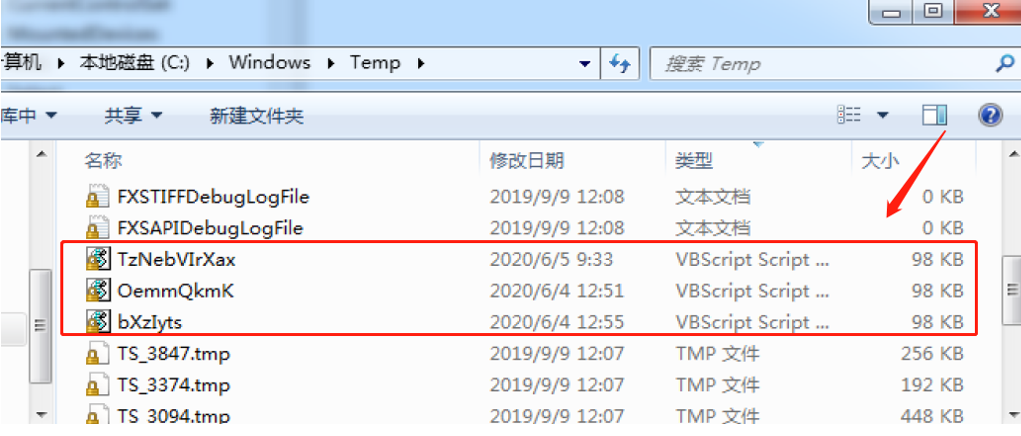 CurrentControlSet
MountedDevices
计算机 本地磁盘 (C:) Windows Temp 搜索 Temp
库中 共享 新建文件夹
名称 修改日期 类型 大小
FXSTIFFDebugLogFile 2019/9/9 12:08 文本文档 0 KB
FXSAPIDebugLogFile 2019/9/9 12:08 文本文档 0 KB
TzNebVIrXax 2020/6/5 9:33 VBScript Script ... 98 KB
OemmQkmK 2020/6/4 12:51 VBScript Script ... 98 KB
bXzIyts 2020/6/4 12:55 VBScript Script ... 98 KB
TS_3847.tmp 2019/9/9 12:07 TMP 文件 256 KB
TS_3374.tmp 2019/9/9 12:07 TMP 文件 192 KB
TS_3094.tmp 2019/9/9 12:07 TMP 文件 448 KB